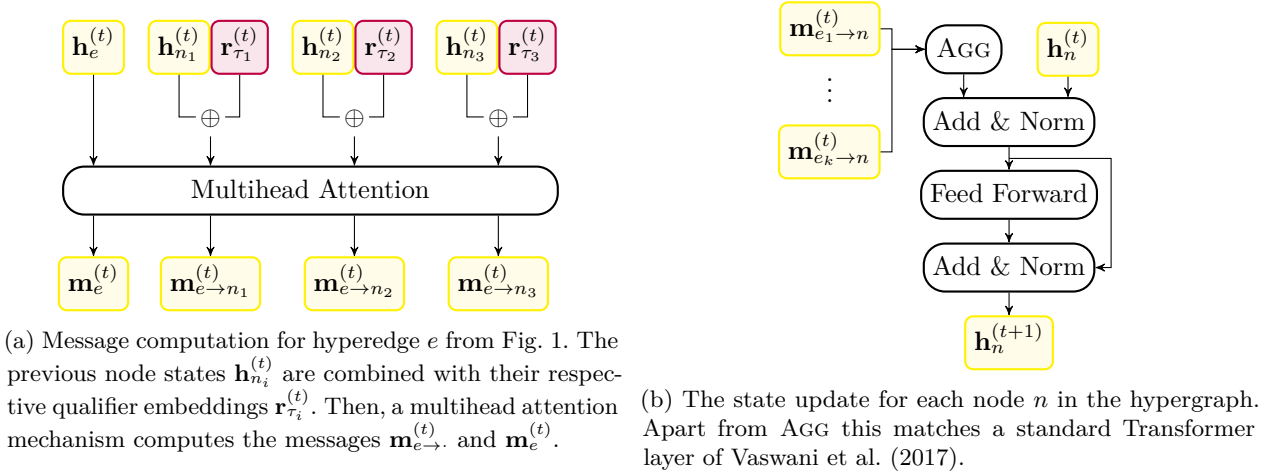 h_e^{(t)} h_{n_1}^{(t)} r_{τ_1}^{(t)} h_{n_2}^{(t)} r_{τ_2}^{(t)} h_{n_3}^{(t)} r_{τ_3}^{(t)}
⊕ ⊕ ⊕
Multihead Attention
m_e^{(t)} m_{e→n_1}^{(t)} m_{e→n_2}^{(t)} m_{e→n_3}^{(t)}
(a) Message computation for hyperedge e from Fig. 1. The
previous node states h_{n_i}^{(t)} are combined with their respec-
tive qualifier embeddings r_{τ_i}^{(t)}. Then, a multihead attention
mechanism computes the messages m_{e→·}^{(t)} and m_e^{(t)}.
m_{e_1→n}^{(t)}
⋮
m_{e_k→n}^{(t)}
AGG
h_n^{(t)}
Add & Norm
Feed Forward
Add & Norm
h_n^{(t+1)}
(b) The state update for each node n in the hypergraph.
Apart from AGG this matches a standard Transformer
layer of Vaswani et al. (2017).